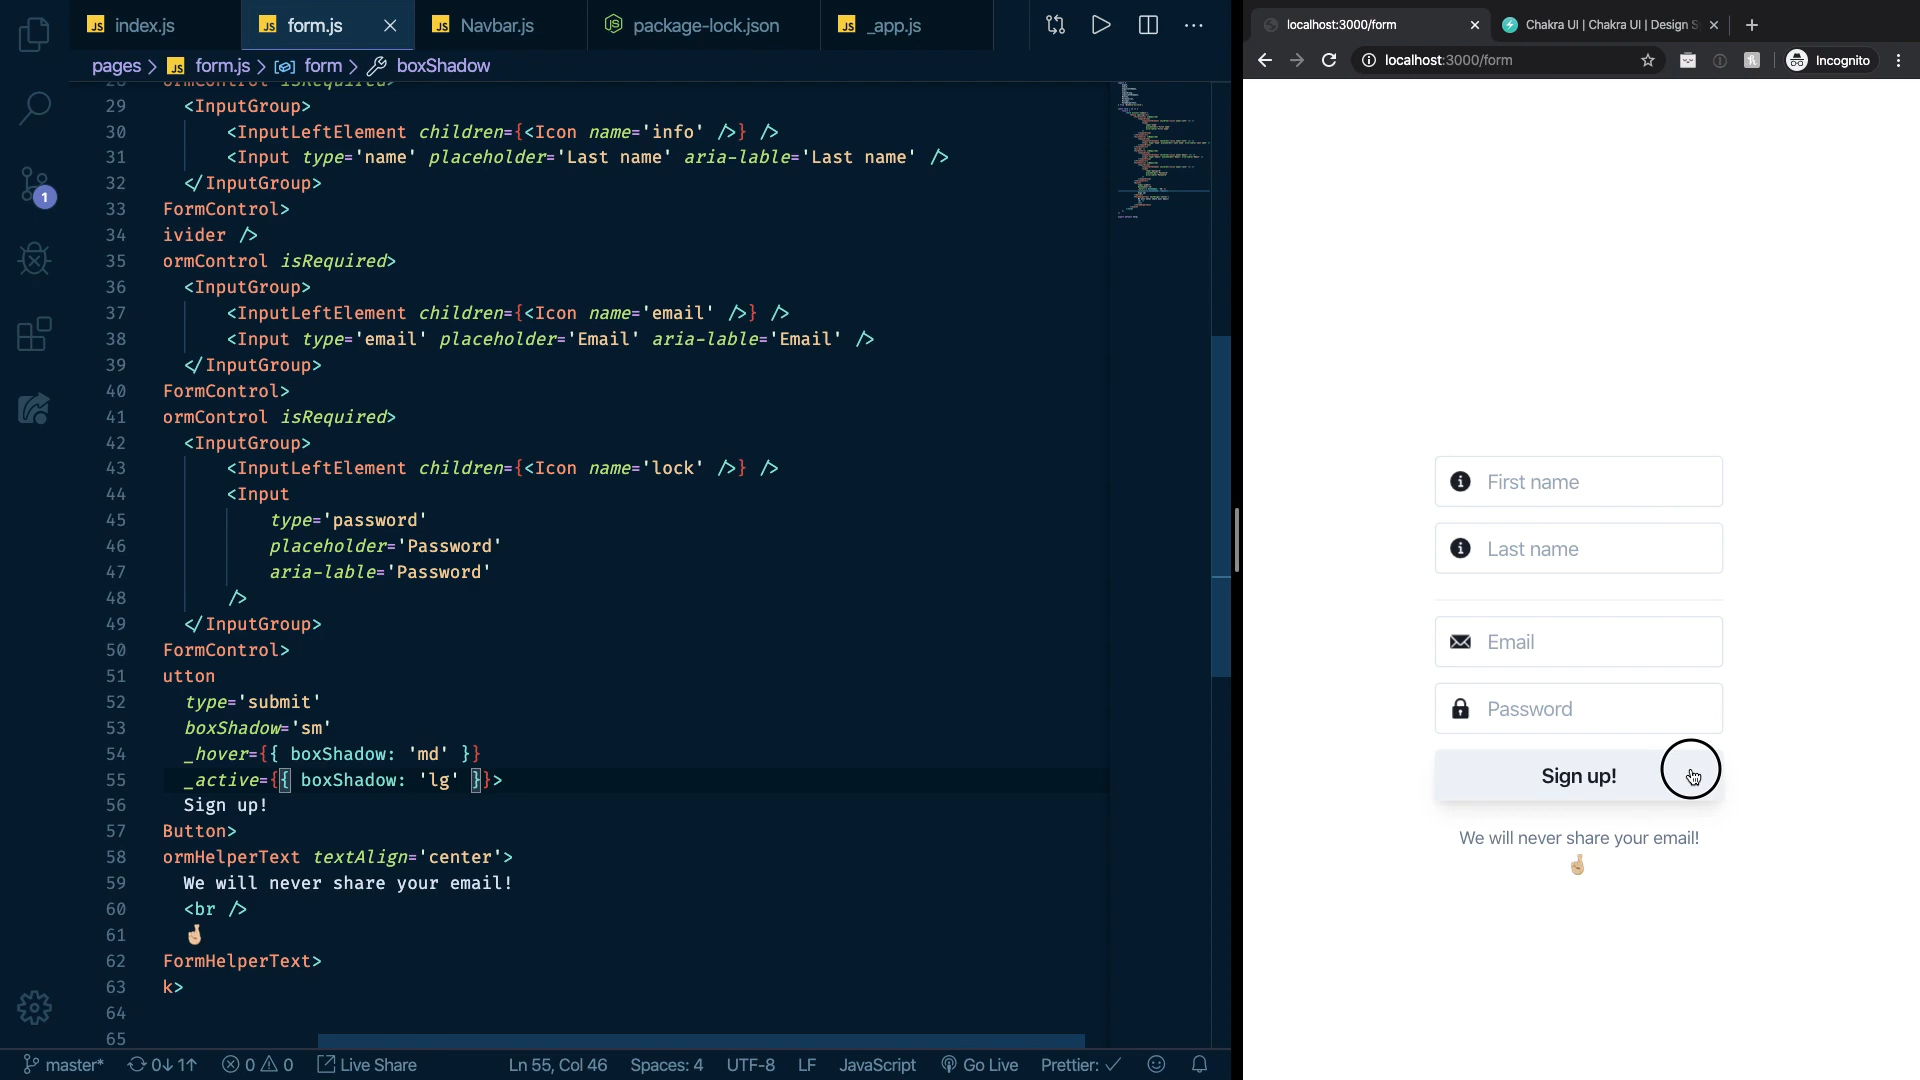 index.js
form.js
Navbar.js
package-lock.json
_app.js
pages > form.js > form > boxShadow
29 <InputGroup>
30 <InputLeftElement children={<Icon name='info' />} />
31 <Input type='name' placeholder='Last name' aria-lable='Last name' />
32 </InputGroup>
33 FormControl>
34 ivider />
35 ormControl isRequired>
36 <InputGroup>
37 <InputLeftElement children={<Icon name='email' />} />
38 <Input type='email' placeholder='Email' aria-lable='Email' />
39 </InputGroup>
40 FormControl>
41 ormControl isRequired>
42 <InputGroup>
43 <InputLeftElement children={<Icon name='lock' />} />
44 <Input
45 type='password'
46 placeholder='Password'
47 aria-lable='Password'
48 />
49 </InputGroup>
50 FormControl>
51 utton
52 type='submit'
53 boxShadow='sm'
54 _hover={{ boxShadow: 'md' }}
55 _active={{ boxShadow: 'lg' }}>
56 Sign up!
57 Button>
58 ormHelperText textAlign='center'>
59 We will never share your email!
60 <br />
61 🤞🏼
62 FormHelperText>
63 k>
64
65
1
master* 0↓ 1↑ 0 0 Live Share Ln 55, Col 46 Spaces: 4 UTF-8 LF JavaScript Go Live Prettier: ✓
localhost:3000/form
Chakra UI | Chakra UI | Design S
localhost:3000/form
Incognito
First name
Last name
Email
Password
Sign up!
We will never share your email!
🤞🏼